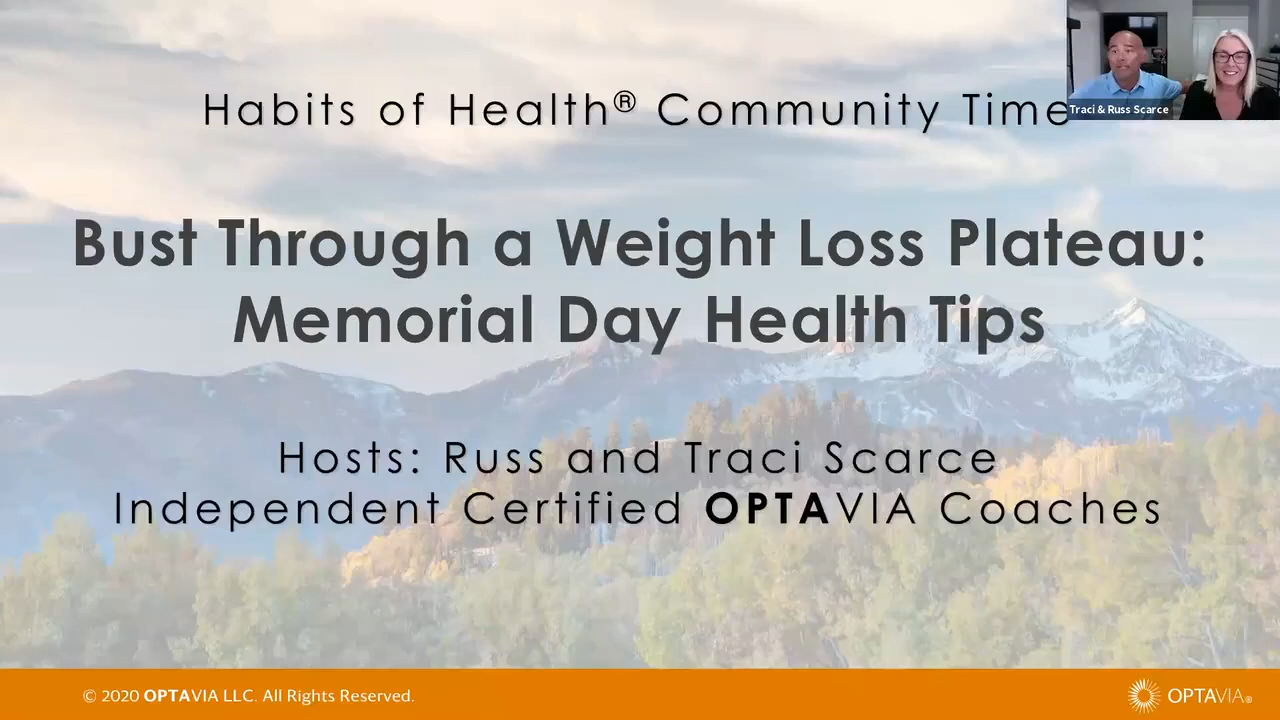 Habits of Health® Community Time
Traci & Russ Scarce
Bust Through a Weight Loss Plateau:
Memorial Day Health Tips
Hosts: Russ and Traci Scarce
Independent Certified OPTAVIA Coaches
© 2020 OPTAVIA LLC. All Rights Reserved.
OPTAVIA®